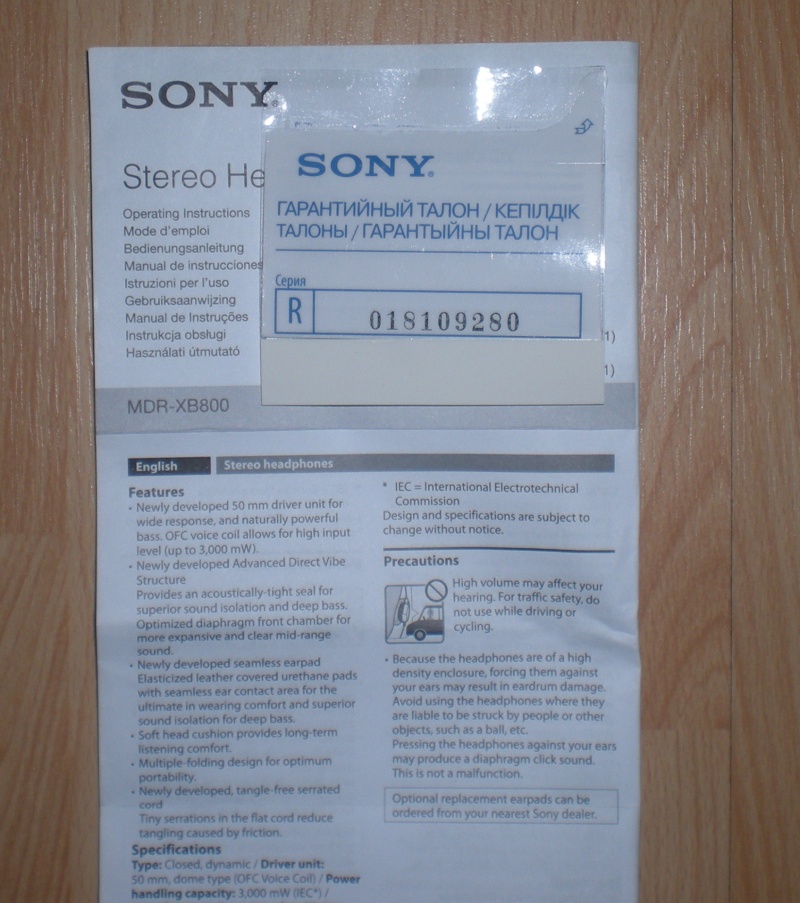 SONY®
Stereo He
Operating Instructions
Mode d'emploi
Bedienungsanleitung
Manual de instrucciones
Istruzioni per l'uso
Gebruiksaanwijzing
Manual de Instruções
Instrukcja obsługi
Használati útmutató
1)
1)
MDR-XB800
SONY®
ГАРАНТИЙНЫЙ ТАЛОН / КЕПІЛДІК
ТАЛОНЫ / ГАРАНТЫЙНЫ ТАЛОН
Серия
R 018109280
English Stereo headphones
Features
• Newly developed 50 mm driver unit for
wide response, and naturally powerful
bass. OFC voice coil allows for high input
level (up to 3,000 mW).
• Newly developed Advanced Direct Vibe
Structure
Provides an acoustically-tight seal for
superior sound isolation and deep bass.
Optimized diaphragm front chamber for
more expansive and clear mid-range
sound.
• Newly developed seamless earpad
Elasticized leather covered urethane pads
with seamless ear contact area for the
ultimate in wearing comfort and superior
sound isolation for deep bass.
• Soft head cushion provides long-term
listening comfort.
• Multiple-folding design for optimum
portability.
• Newly developed, tangle-free serrated
cord
Tiny serrations in the flat cord reduce
tangling caused by friction.
Specifications
Type: Closed, dynamic / Driver unit:
50 mm, dome type (OFC Voice Coil) / Power
handling capacity: 3,000 mW (IEC*) /
* IEC = International Electrotechnical
Commission
Design and specifications are subject to
change without notice.
Precautions
High volume may affect your
hearing. For traffic safety, do
not use while driving or
cycling.
• Because the headphones are of a high
density enclosure, forcing them against
your ears may result in eardrum damage.
Avoid using the headphones where they
are liable to be struck by people or other
objects, such as a ball, etc.
Pressing the headphones against your ears
may produce a diaphragm click sound.
This is not a malfunction.
Optional replacement earpads can be
ordered from your nearest Sony dealer.